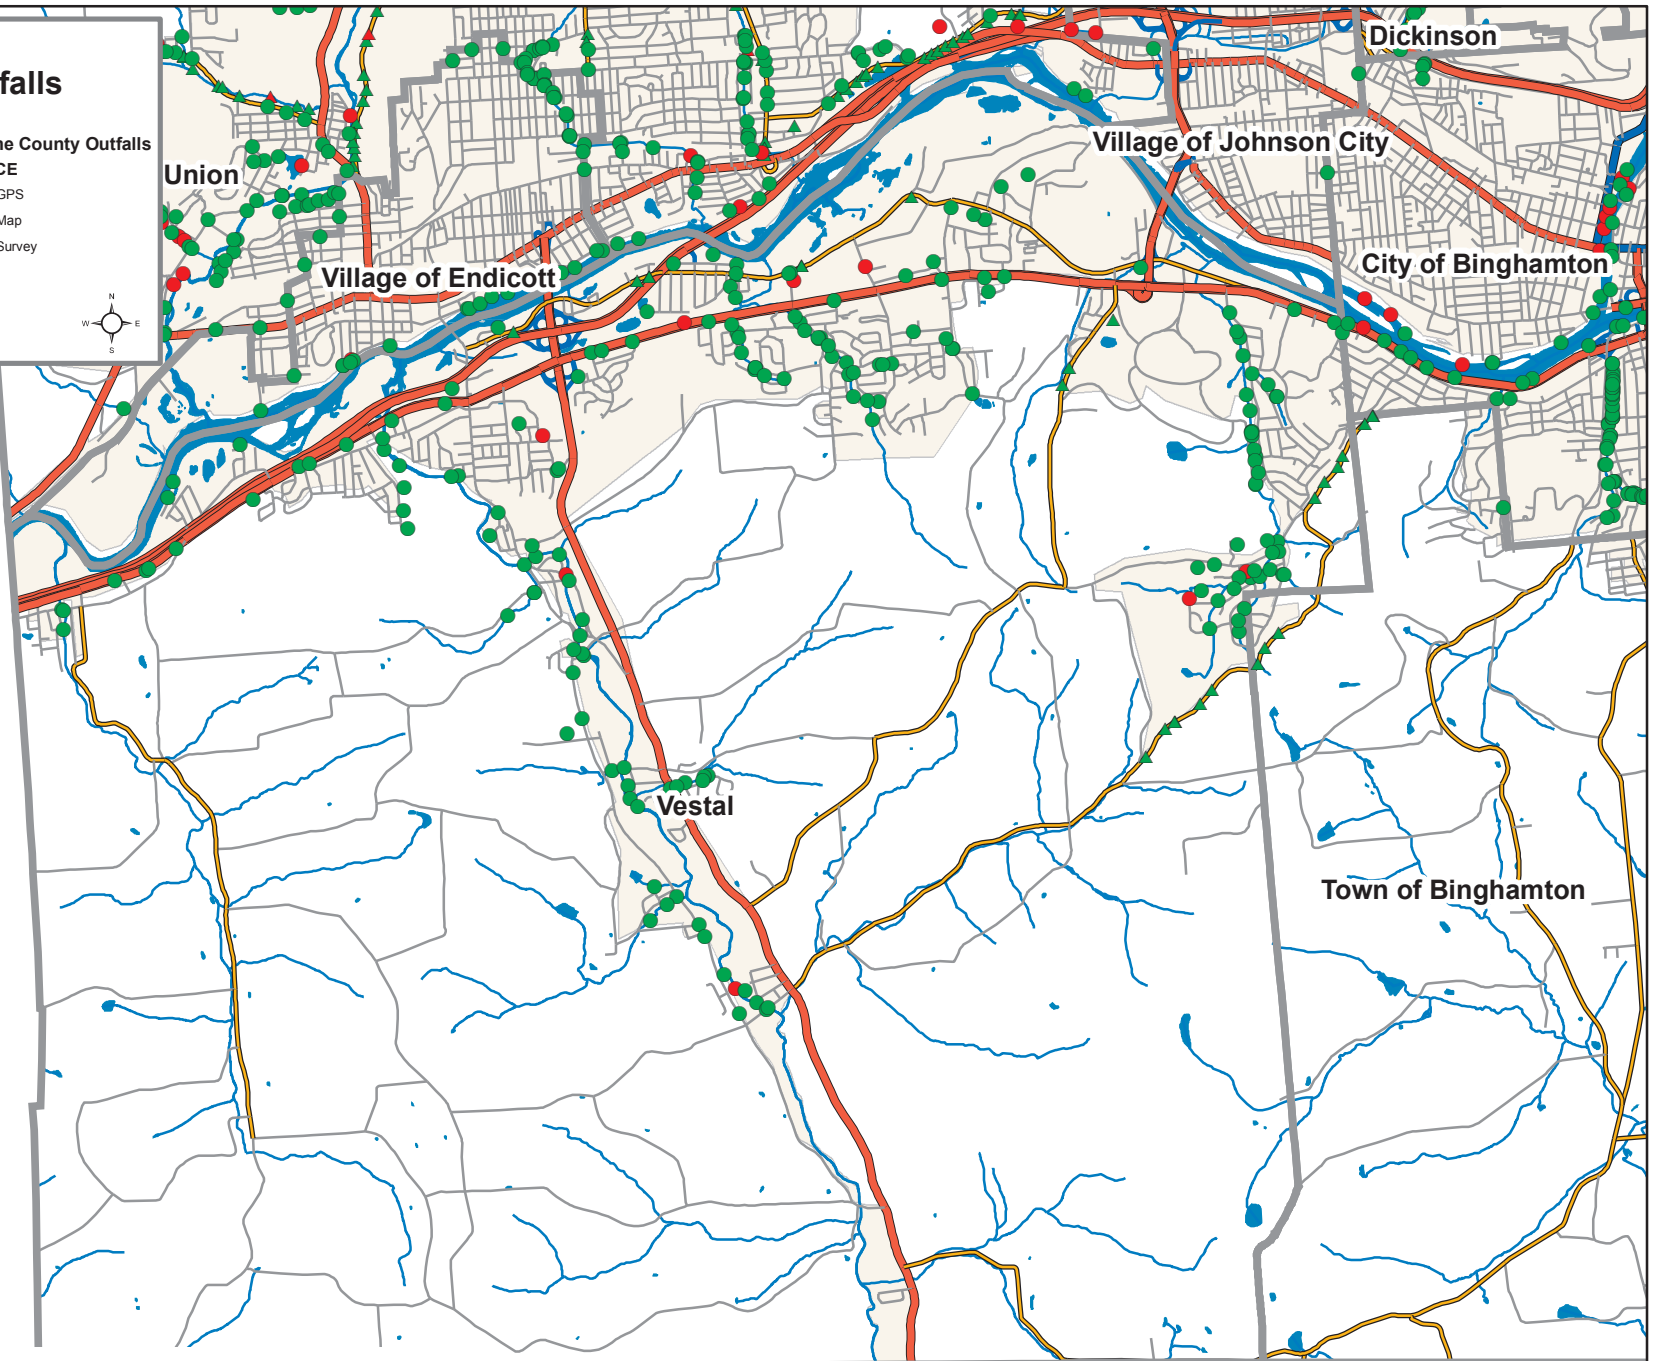 falls
ne County Outfalls
CE
GPS
Map
Survey
N
W E
S
Dickinson
Village of Johnson City
Union
City of Binghamton
Village of Endicott
Vestal
Town of Binghamton